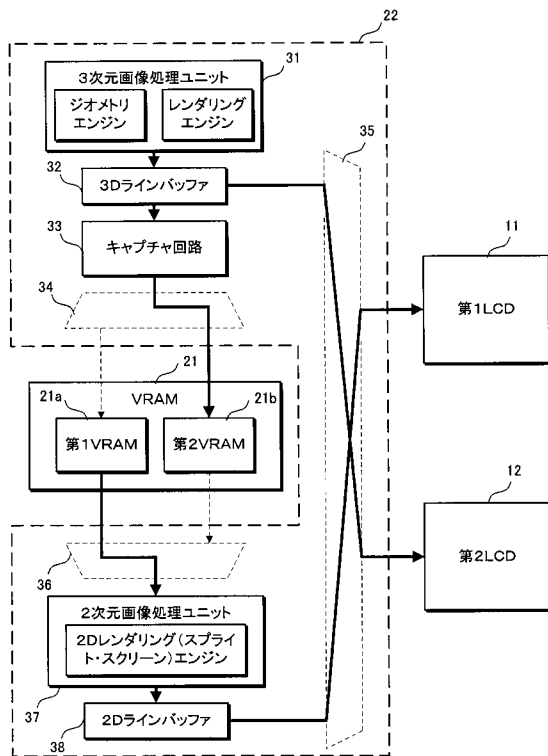 22
31
3次元画像処理ユニット
ジオメトリ
エンジン
レンダリング
エンジン
35
32
3Dラインバッファ
33
キャプチャ回路
11
第1LCD
34
21
VRAM
21a
21b
第1VRAM
第2VRAM
12
第2LCD
36
2次元画像処理ユニット
2Dレンダリング(スプライ
ト・スクリーン)エンジン
37
2Dラインバッファ
38